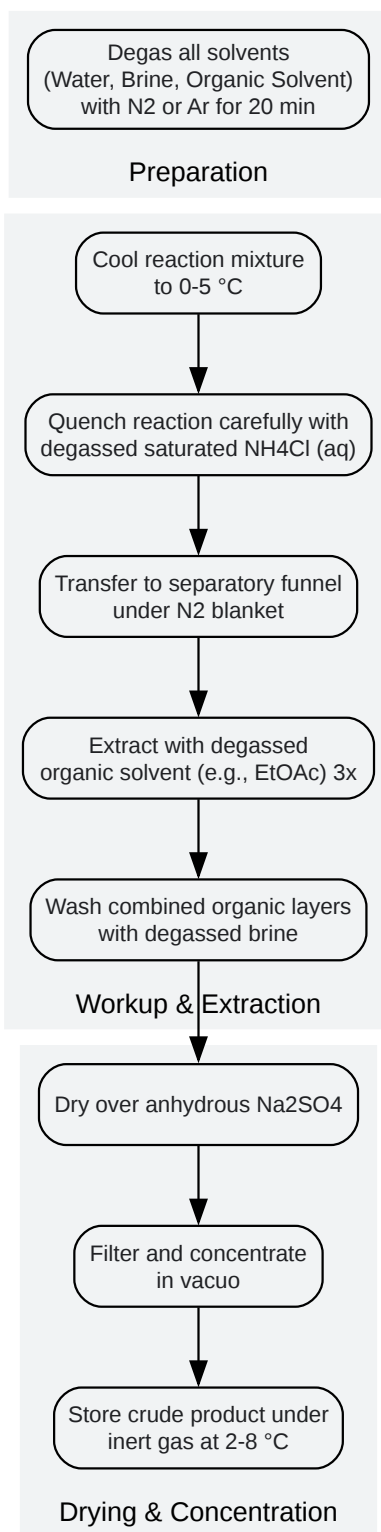 Degas all solvents
(Water, Brine, Organic Solvent)
with N2 or Ar for 20 min
Preparation
Cool reaction mixture
to 0-5 °C
Quench reaction carefully with
degassed saturated NH4Cl (aq)
Transfer to separatory funnel
under N2 blanket
Extract with degassed
organic solvent (e.g., EtOAc) 3x
Wash combined organic layers
with degassed brine
Workup & Extraction
Dry over anhydrous Na2SO4
Filter and concentrate
in vacuo
Store crude product under
inert gas at 2-8 °C
Drying & Concentration